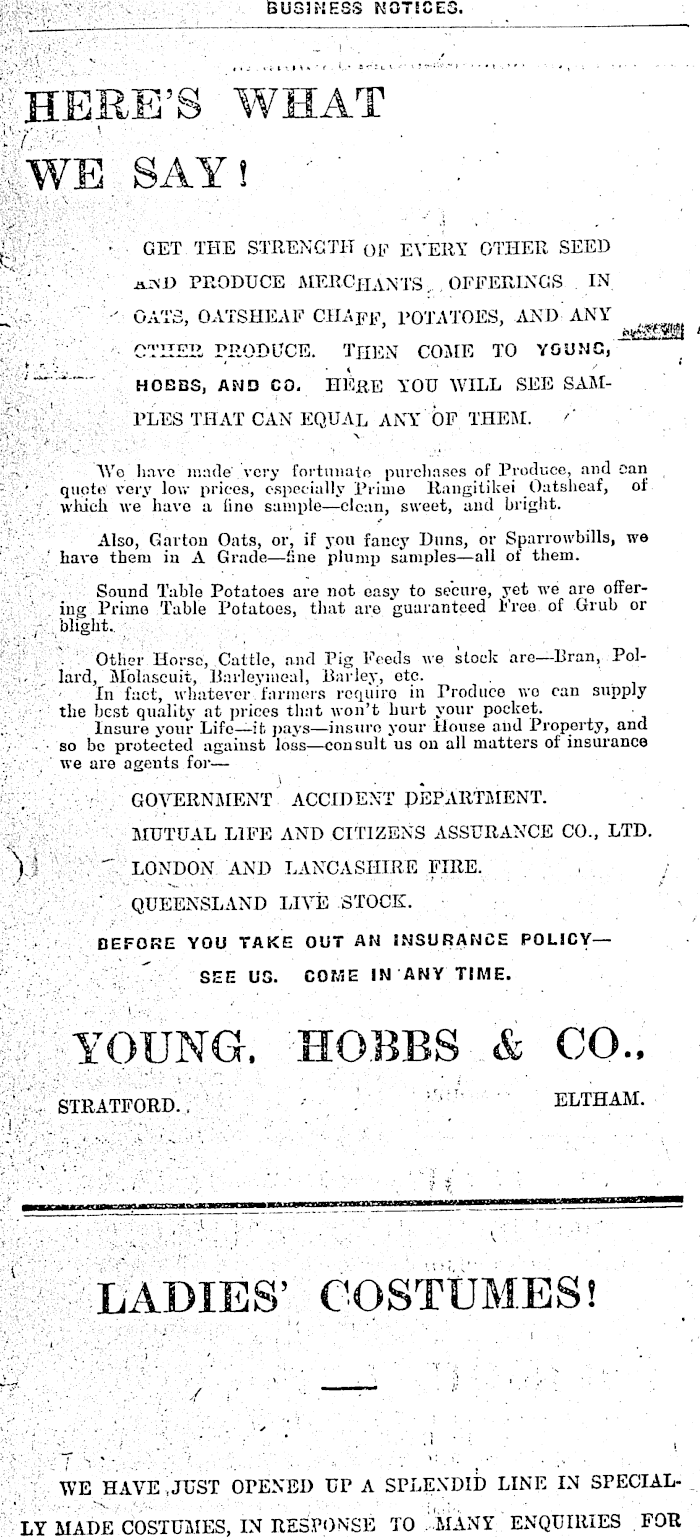 BUSINESS NOTICES.
HERE'S WHAT
WE SAY!
GET THE STRENGTH OF EVERY OTHER SEED
AND PRODUCE MERCHANTS OFFERINGS IN
OATS, OATSHEAF CHAFF, POTATOES, AND ANY
OTHER PRODUCE. THEN COME TO YOUNG,
HOBBS, AND CO. HERE YOU WILL SEE SAM-
PLES THAT CAN EQUAL ANY OF THEM.
We have made very fortunate purchases of Produce, and can
quote very low prices, especially Prime Rangitikei Oatsheaf, of
which we have a fine sample—clean, sweet, and bright.
Also, Garton Oats, or, if you fancy Duns, or Sparrowbills, we
have them in A Grade—fine plump samples—all of them.
Sound Table Potatoes are not easy to secure, yet we are offer-
ing Prime Table Potatoes, that are guaranteed Free of Grub or
blight.
Other Horse, Cattle, and Pig Feeds we stock are—Bran, Pol-
lard, Molascuit, Barleymeal, Barley, etc.
In fact, whatever farmers require in Produce we can supply
the best quality at prices that won't hurt your pocket.
Insure your Life—it pays—insure your House and Property, and
so be protected against loss—consult us on all matters of insurance
we are agents for—
GOVERNMENT ACCIDENT DEPARTMENT.
MUTUAL LIFE AND CITIZENS ASSURANCE CO., LTD.
LONDON AND LANCASHIRE FIRE.
QUEENSLAND LIVE STOCK.
BEFORE YOU TAKE OUT AN INSURANCE POLICY—
SEE US. COME IN ANY TIME.
YOUNG, HOBBS & CO.,
STRATFORD. ELTHAM.
LADIES' COSTUMES!
WE HAVE JUST OPENED UP A SPLENDID LINE IN SPECIAL-
LY MADE COSTUMES, IN RESPONSE TO MANY ENQUIRIES FOR